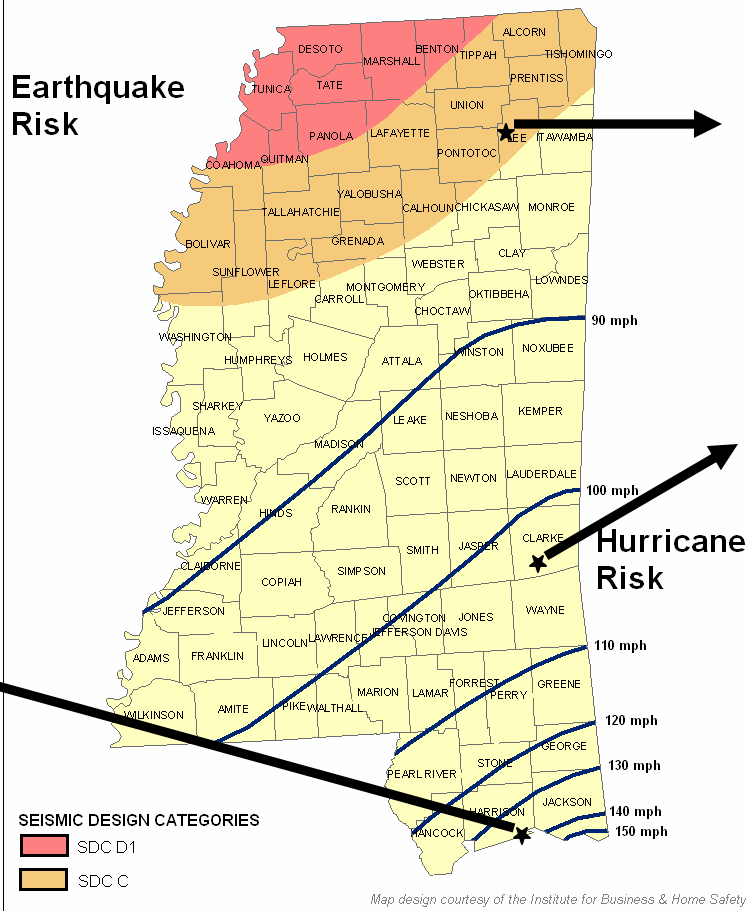 Earthquake
Risk
ALCORN
DESOTO
BENTON
TIPPAH
TISHOMINGO
MARSHALL
PRENTISS
TUNICA
TATE
UNION
PANOLA
LAFAYETTE
LEE
ITAWAMBA
PONTOTOC
COAHOMA
QUITMAN
YALOBUSHA
TALLAHATCHIE
CALHOUN
CHICKASAW
MONROE
BOLIVAR
GRENADA
CLAY
WEBSTER
SUNFLOWER
LEFLORE
LOWNDES
MONTGOMERY
OKTIBBEHA
CARROLL
CHOCTAW
90 mph
WASHINGTON
WINSTON
NOXUBEE
HUMPHREYS
HOLMES
ATTALA
SHARKEY
YAZOO
LEAKE
NESHOBA
KEMPER
ISSAQUENA
MADISON
SCOTT
NEWTON
LAUDERDALE
100 mph
WARREN
HINDS
RANKIN
CLARKE
Hurricane
Risk
SMITH
JASPER
CLAIBORNE
SIMPSON
COPIAH
JEFFERSON
COVINGTON
JONES
WAYNE
JEFFERSON DAVIS
LINCOLN
LAWRENCE
110 mph
ADAMS
FRANKLIN
FORREST
GREENE
MARION
LAMAR
PERRY
WILKINSON
AMITE
PIKE
WALTHALL
120 mph
GEORGE
STONE
130 mph
PEARL RIVER
JACKSON
HARRISON
140 mph
HANCOCK
150 mph
SEISMIC DESIGN CATEGORIES
SDC D1
SDC C
Map design courtesy of the Institute for Business & Home Safety